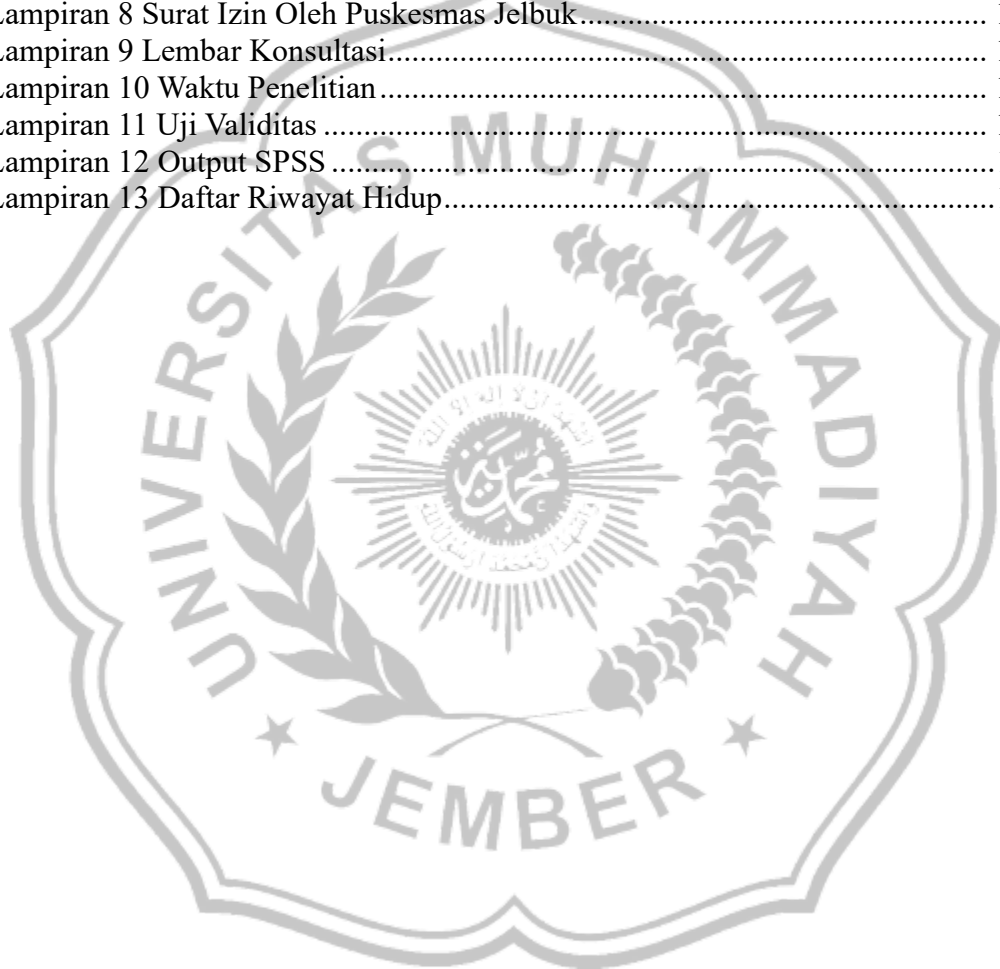 Lampiran 8 Surat Izin Oleh Puskesmas Jelbuk
Lampiran 9 Lembar Konsultasi
Lampiran 10 Waktu Penelitian
Lampiran 11 Uji Validitas
Lampiran 12 Output SPSS
Lampiran 13 Daftar Riwayat Hidup
UNIVERSITAS MUHAMMADIYAH
JEMBER